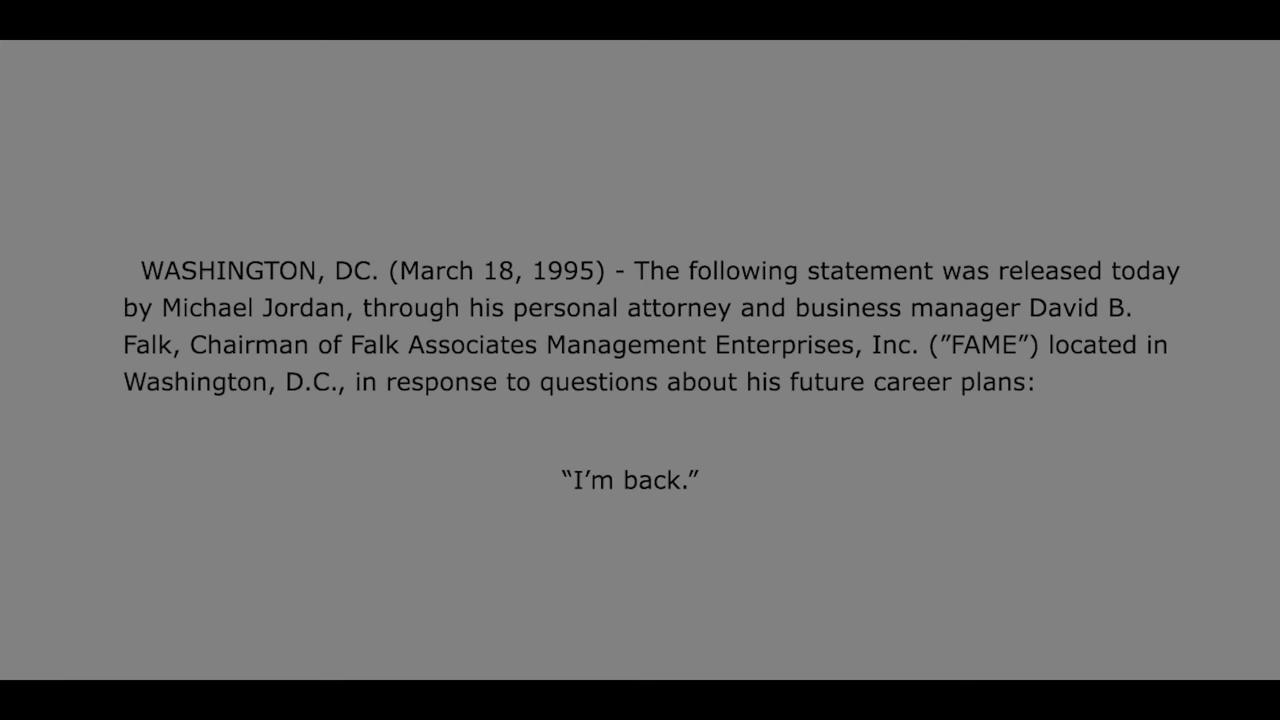 WASHINGTON, DC. (March 18, 1995) - The following statement was released today
by Michael Jordan, through his personal attorney and business manager David B.
Falk, Chairman of Falk Associates Management Enterprises, Inc. (”FAME”) located in
Washington, D.C., in response to questions about his future career plans:
“I’m back.”